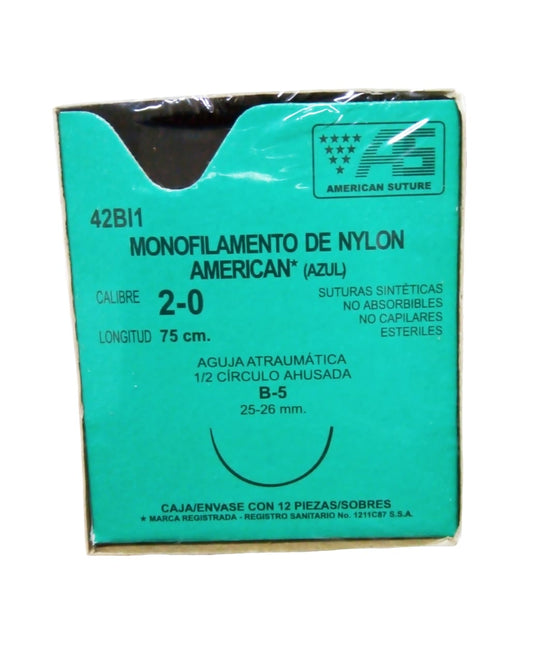 AS
AMERICAN SUTURE
42BI1
MONOFILAMENTO DE NYLON
AMERICAN* (AZUL)
CALIBRE 2-0
LONGITUD 75 cm.
SUTURAS SINTÉTICAS
NO ABSORBIBLES
NO CAPILARES
ESTERILES
AGUJA ATRAUMÁTICA
1/2 CÍRCULO AHUSADA
B-5
25-26 mm.
CAJA/ENVASE CON 12 PIEZAS/SOBRES
* MARCA REGISTRADA - REGISTRO SANITARIO No. 1211C87 S.S.A.